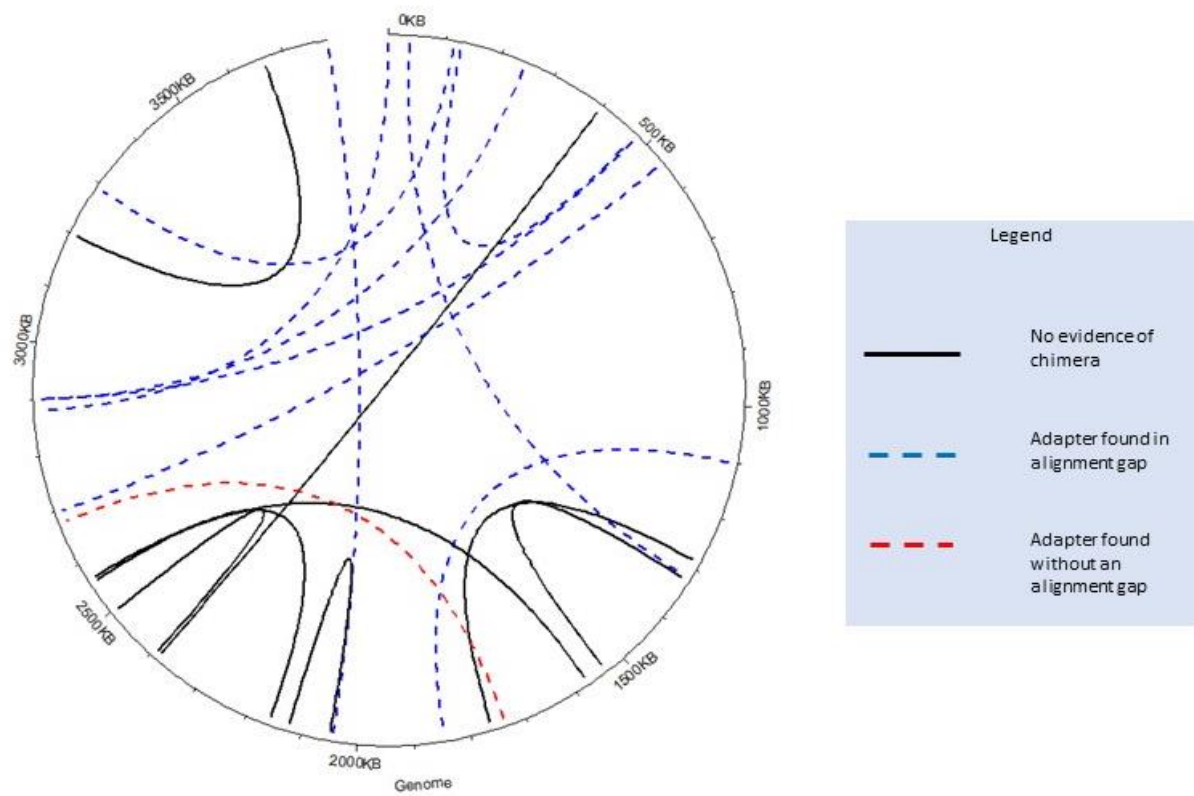 0KB
500KB
1000KB
1500KB
2000KB
2500KB
3000KB
3500KB
Genome
Legend
No evidence of
chimera
Adapter found in
alignment gap
Adapter found
without an
alignment gap